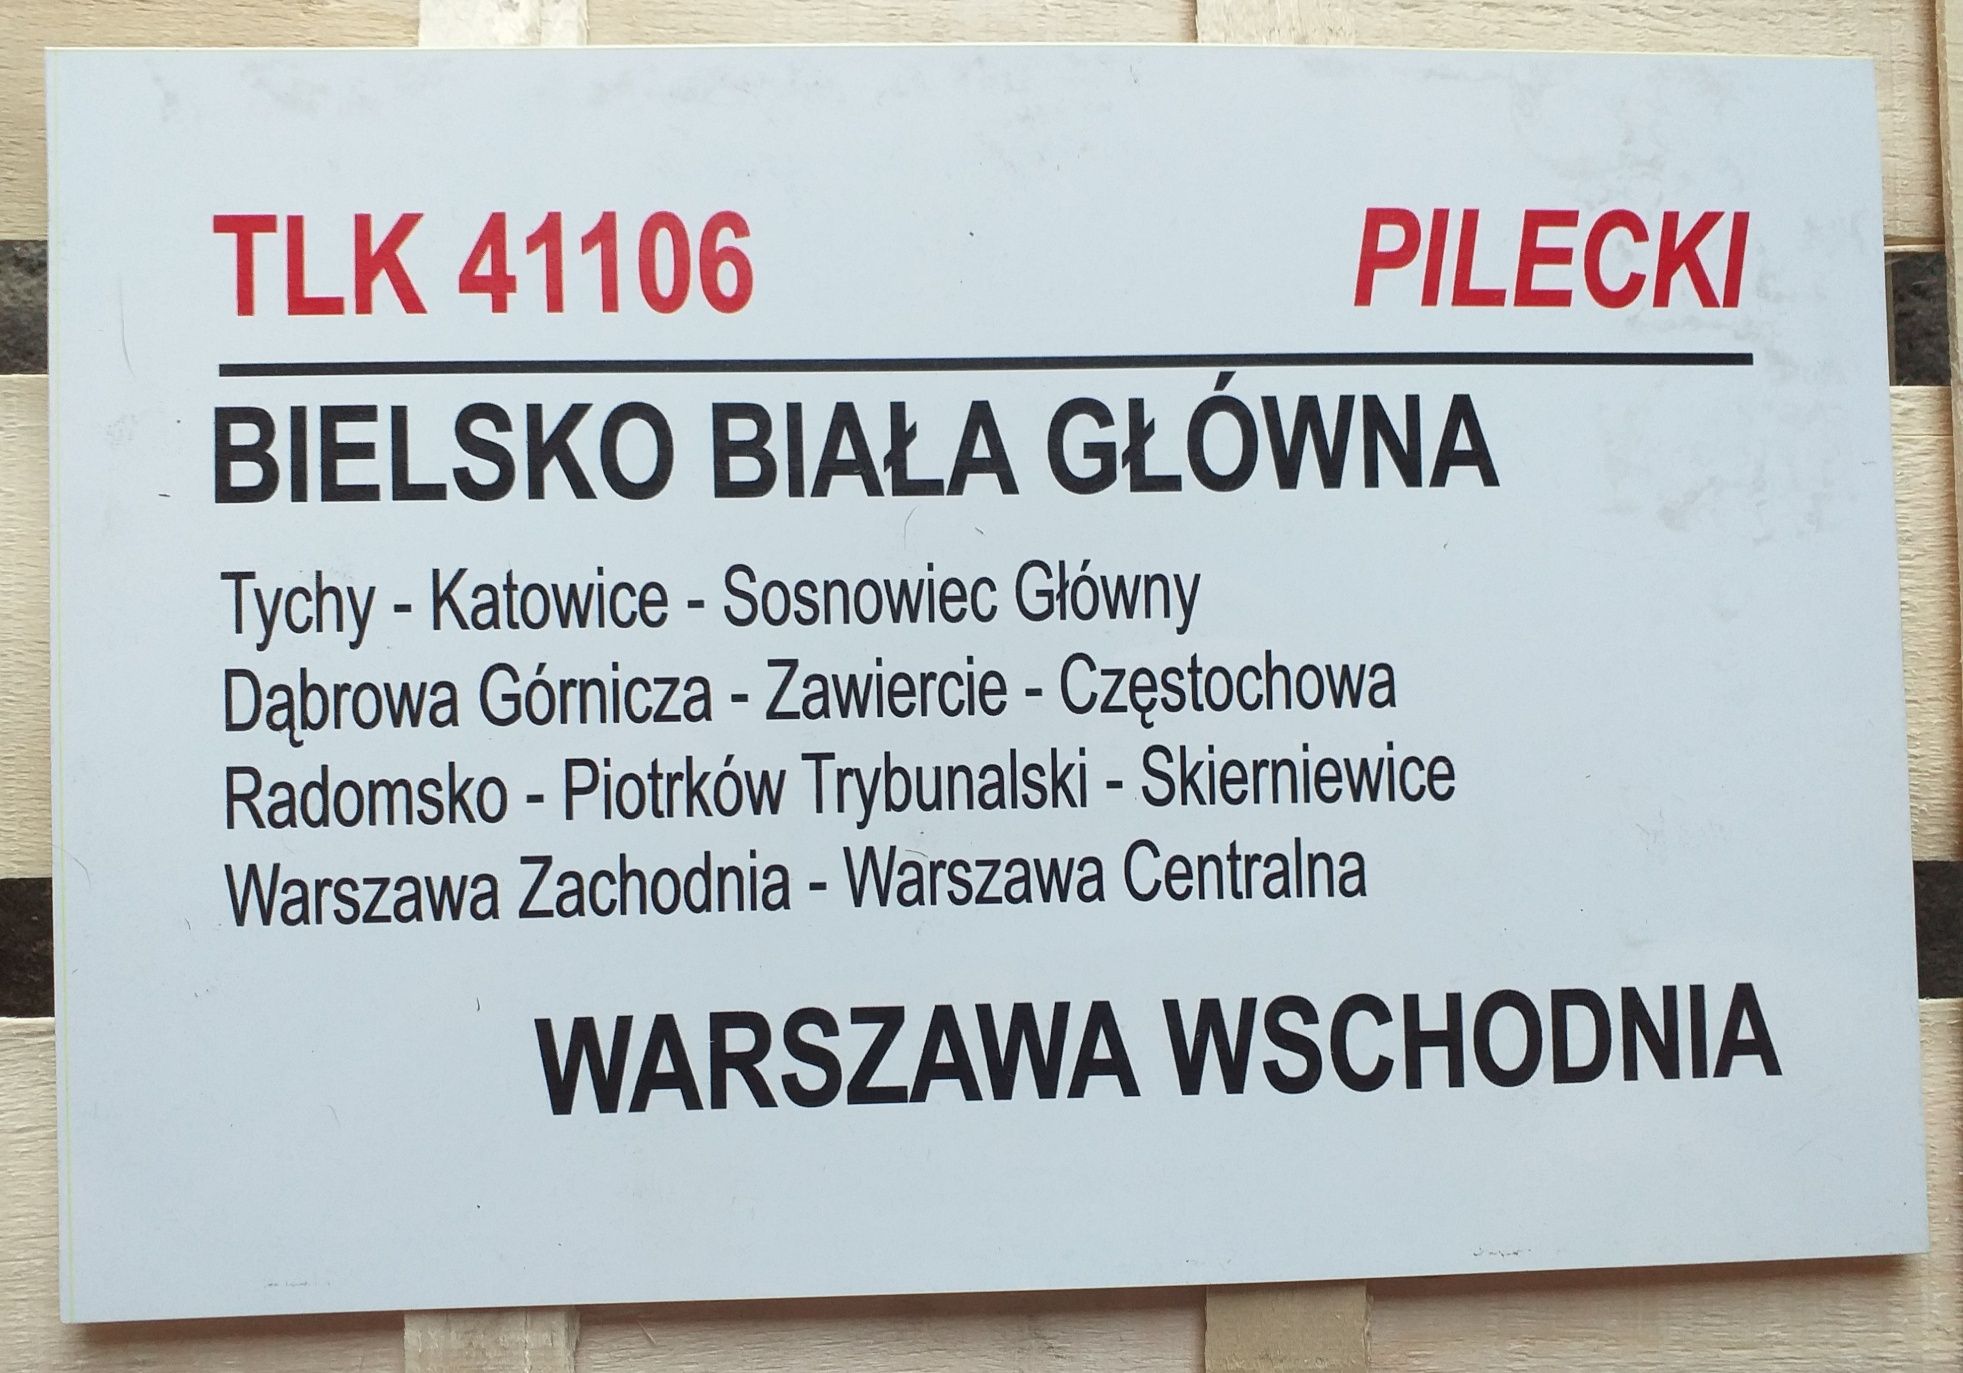 TLK 41106 PILECKI
BIELSKO BIAŁA GŁÓWNA
Tychy - Katowice - Sosnowiec Główny
Dąbrowa Górnicza - Zawiercie - Częstochowa
Radomsko - Piotrków Trybunalski - Skierniewice
Warszawa Zachodnia - Warszawa Centralna
WARSZAWA WSCHODNIA